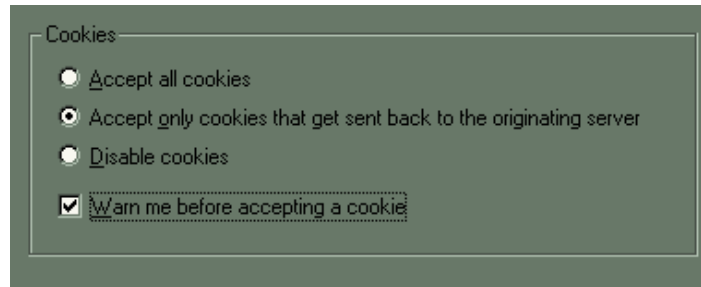 Cookies
Accept all cookies
Accept only cookies that get sent back to the originating server
Disable cookies
Warn me before accepting a cookie